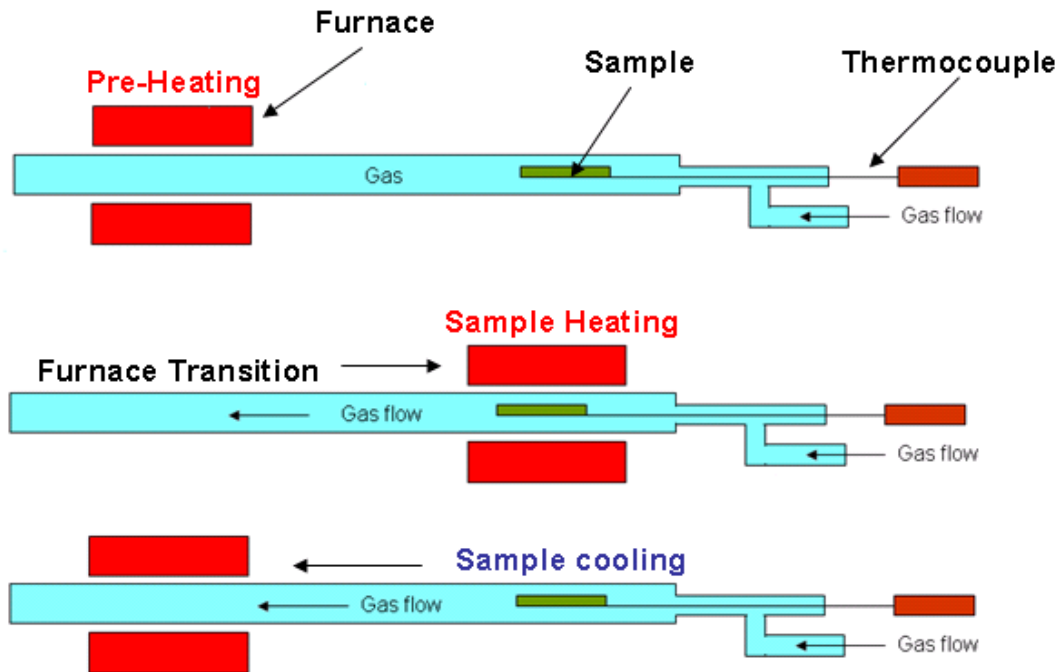 Furnace
Pre-Heating
Sample
Thermocouple
Gas
Gas flow
Sample Heating
Furnace Transition
Gas flow
Gas flow
Sample cooling
Gas flow
Gas flow